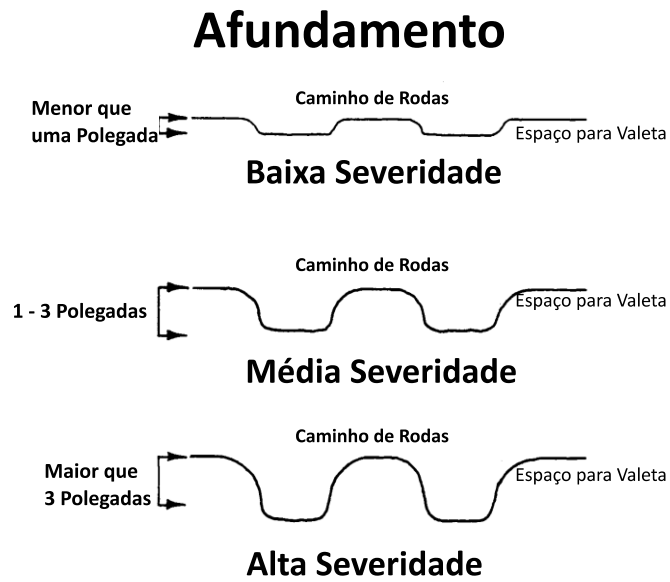 Afundamento
Caminho de Rodas
Menor que
uma Polegada
Espaço para Valeta
Baixa Severidade
Caminho de Rodas
1 - 3 Polegadas
Espaço para Valeta
Média Severidade
Caminho de Rodas
Maior que
3 Polegadas
Espaço para Valeta
Alta Severidade